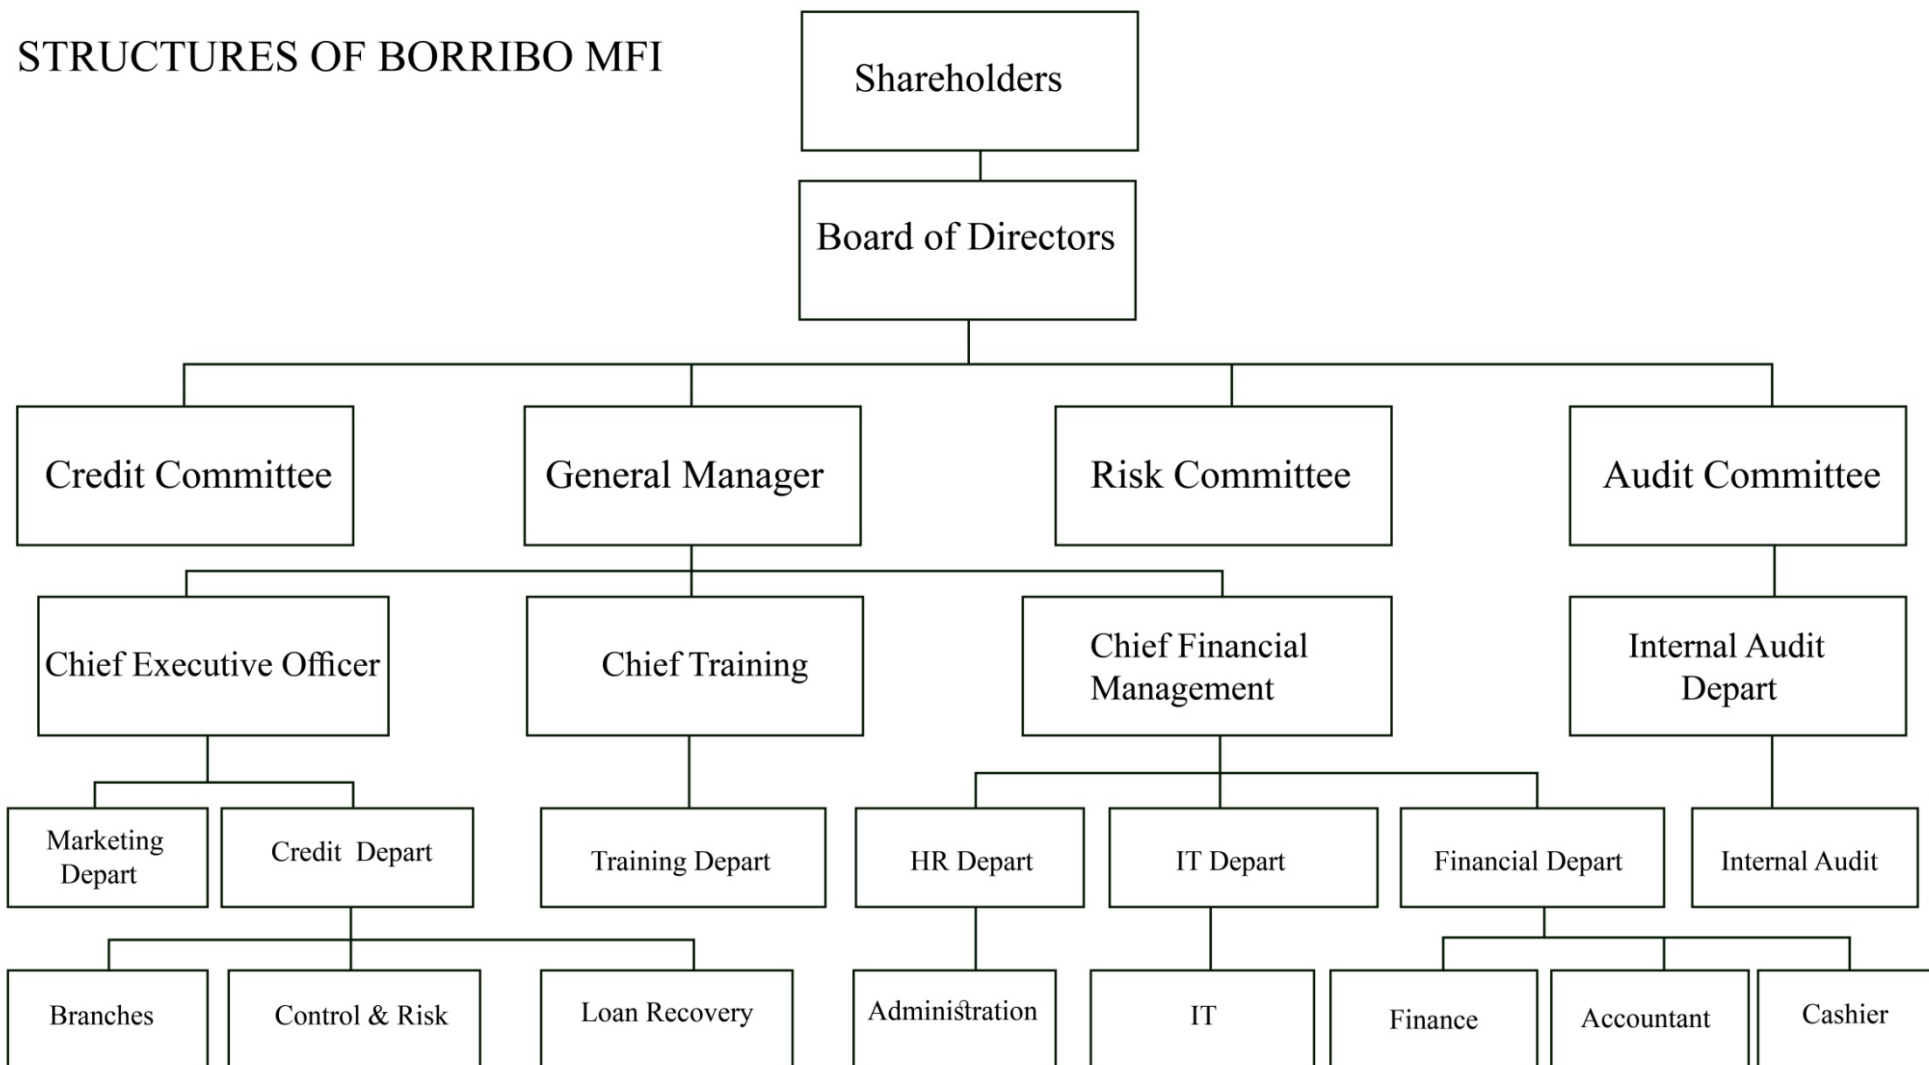 STRUCTURES OF BORRIBO MFI
Shareholders
Board of Directors
Credit Committee
General Manager
Risk Committee
Audit Committee
Chief Executive Officer
Chief Training
Chief Financial
Management
Internal Audit
Depart
Marketing
Depart
Credit Depart
Training Depart
HR Depart
IT Depart
Financial Depart
Internal Audit
Branches
Control & Risk
Loan Recovery
Administration
IT
Finance
Accountant
Cashier